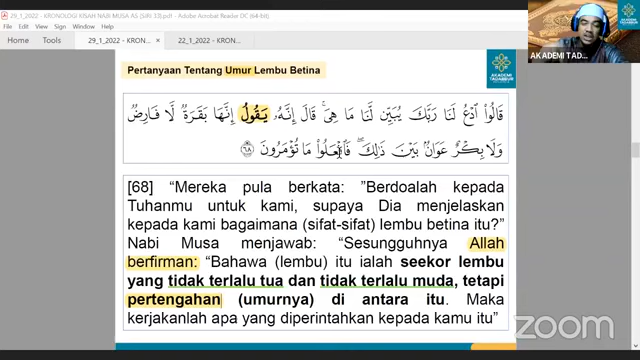 29_1_2022 - KRONOLOGI KISAH NABI MUSA AS (SIRI 33).pdf - Adobe Acrobat Reader DC (64-bit)
File Edit View Sign Window Help
Home Tools 29_1_2022 - KRON... × 22_1_2022 - KRON...
AKADEMI TAD...
Pertanyaan Tentang Umur Lembu Betina
AKADEMI
TADABBUR
قَالُوا۟ ٱدْعُ لَنَا رَبَّكَ يُبَيِّن لَّنَا مَا هِىَ ۚ قَالَ إِنَّهُۥ يَقُولُ إِنَّهَا بَقَرَةٌ لَّا فَارِضٌ
وَلَا بِكْرٌ عَوَانٌۢ بَيْنَ ذَٰلِكَ ۖ فَٱفْعَلُوا۟ مَا تُؤْمَرُونَ ٦٨
[68] “Mereka pula berkata: ”Berdoalah kepada
Tuhanmu untuk kami, supaya Dia menjelaskan
kepada kami bagaimana (sifat-sifat) lembu betina itu?”
Nabi Musa menjawab: “Sesungguhnya Allah
berfirman: “Bahawa (lembu) itu ialah seekor lembu
yang tidak terlalu tua dan tidak terlalu muda, tetapi
pertengahan (umurnya) di antara itu. Maka
kerjakanlah apa yang diperintahkan kepada kamu itu”
zoom